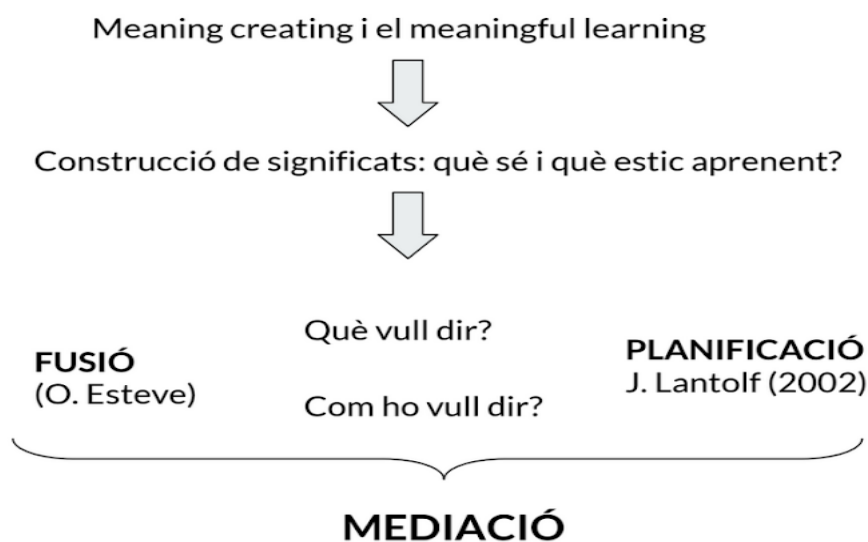 Meaning creating i el meaningful learning
Construcció de significats: què sé i què estic aprenent?
Què vull dir?
FUSIÓ
(O. Esteve)
Com ho vull dir?
PLANIFICACIÓ
J. Lantolf (2002)
MEDIACIÓ